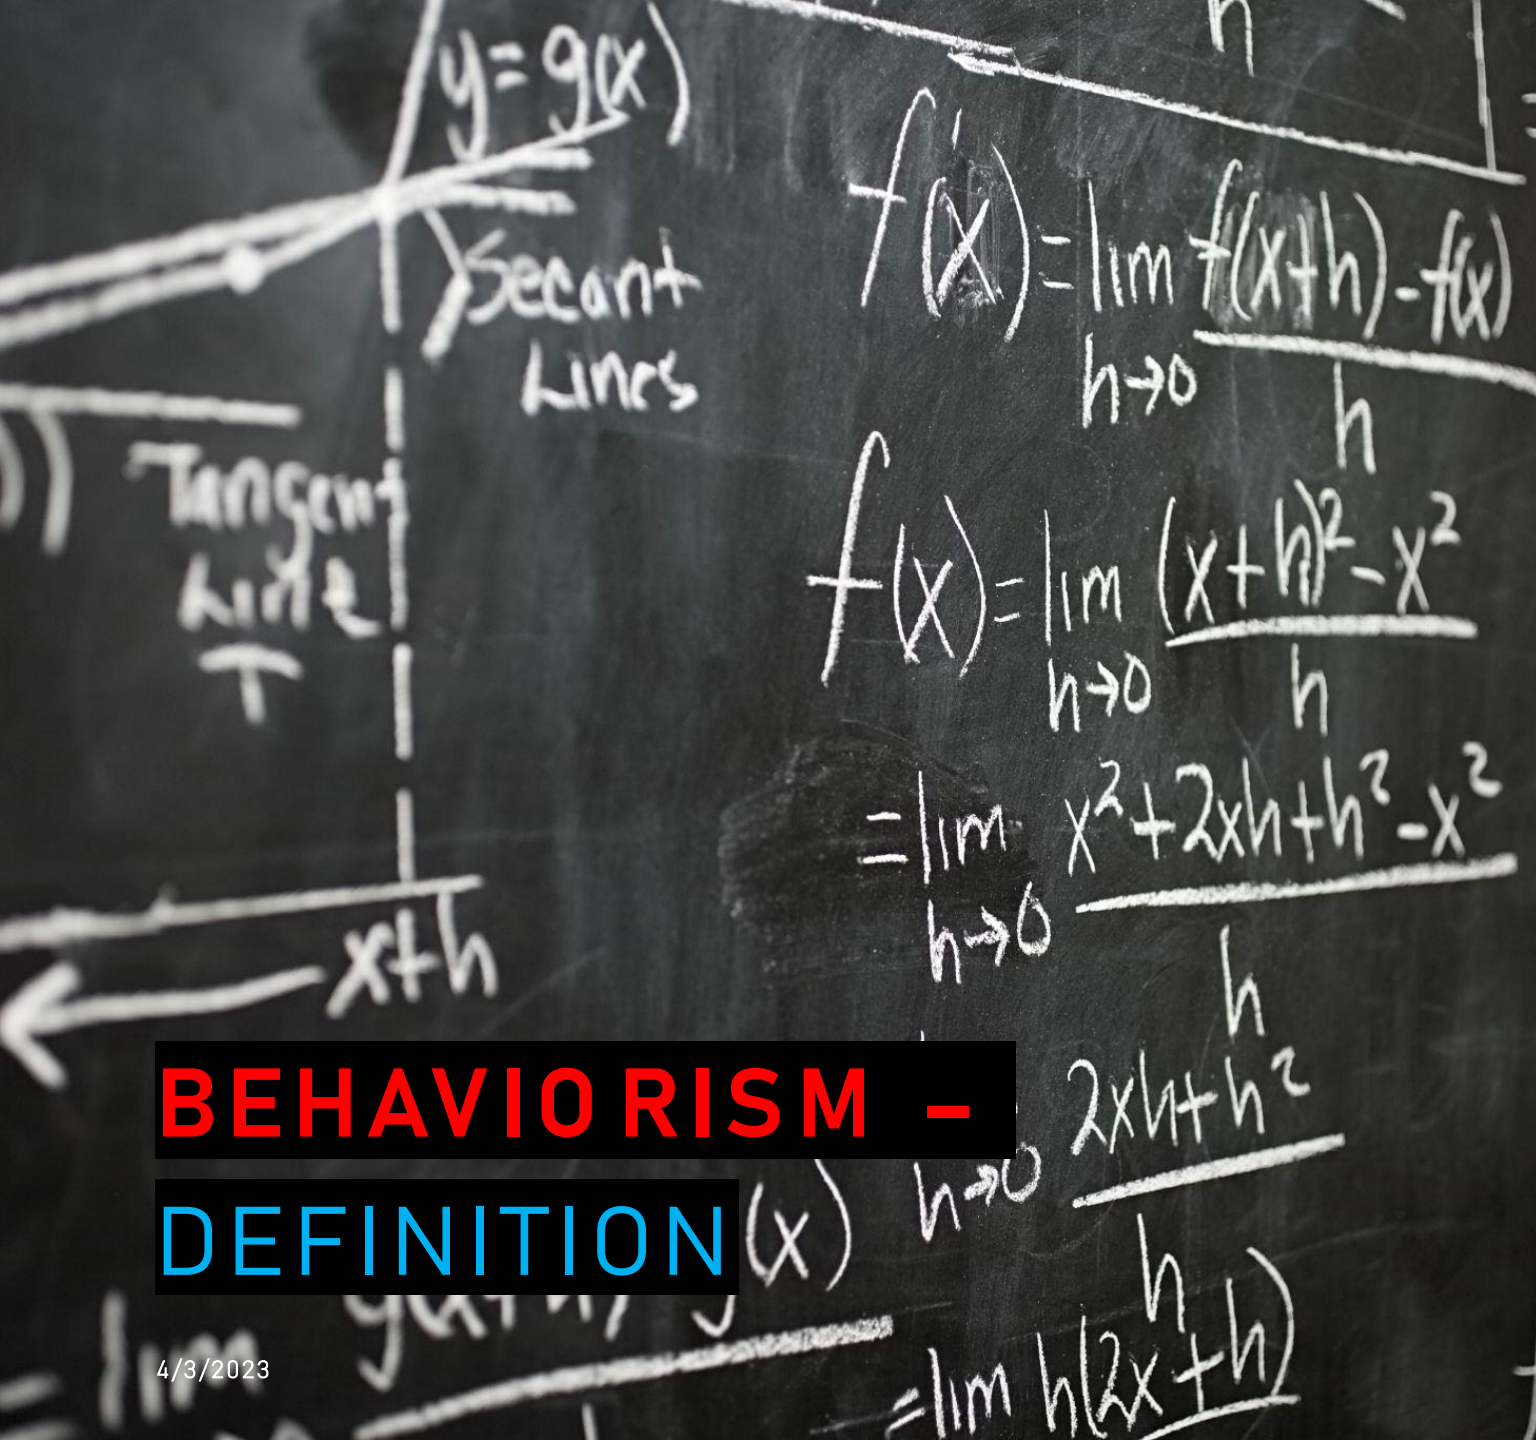 h
y = g(x)
Secant
Lines
Tangent
Line
T
x+h
f'(x) = lim f(x+h) - f(x)
h→0 h
f(x) = lim (x+h)² - x²
h→0 h
= lim x² + 2xh + h² - x²
h→0 h
2xh + h²
h→0 h
= lim h(2x + h)
BEHAVIORISM –
DEFINITION
(x)
= lim
4/3/2023